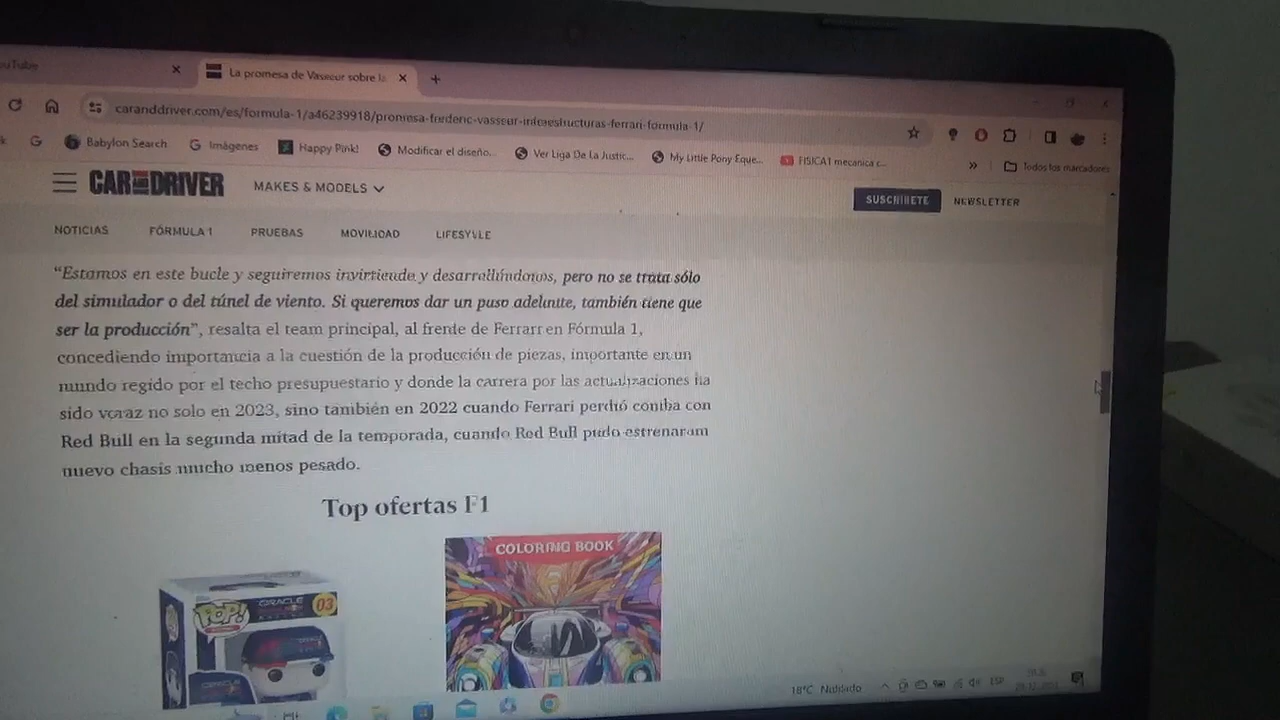 uTube
La promesa de Vasseur sobre la
caranddriver.com/es/formula-1/a46239918/promesa-frederic-vasseur-infraestructuras-ferrari-formula-1/
Babylon Search
Imágenes
Happy Pink!
Modificar el diseño...
Ver Liga De La Justic...
My Little Pony Eque...
FISICA1 mecanica c...
»
Todos los marcadores
CAR AND DRIVER
MAKES & MODELS
SUSCRÍBETE
NEWSLETTER
NOTICIAS
FÓRMULA 1
PRUEBAS
MOVILIDAD
LIFESTYLE
“Estamos en este bucle y seguiremos invirtiendo y desarrollándonos, pero no se trata sólo
del simulador o del túnel de viento. Si queremos dar un paso adelante, también tiene que
ser la producción”, resalta el team principal, al frente de Ferrari en Fórmula 1,
concediendo importancia a la cuestión de la producción de piezas, importante en un
mundo regido por el techo presupuestario y donde la carrera por las actualizaciones ha
sido voraz no solo en 2023, sino también en 2022 cuando Ferrari perdió comba con
Red Bull en la segunda mitad de la temporada, cuando Red Bull pudo estrenar un
nuevo chasis mucho menos pesado.
Top ofertas F1
COLORING BOOK
POP!
ORACLE
03
ORACLE
18°C Nublado
ESP